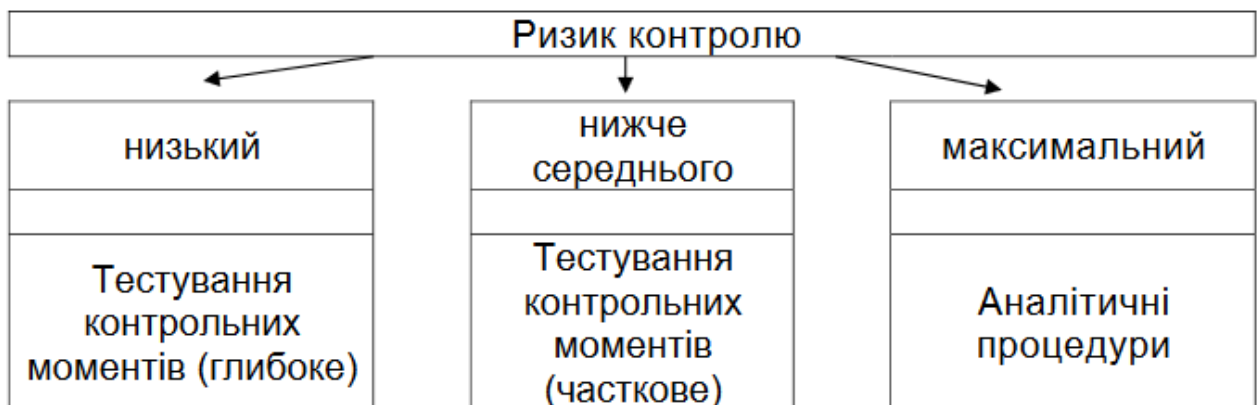 Ризик контролю
низький
нижче
середнього
максимальний
Тестування
контрольних
моментів (глибоке)
Тестування
контрольних
моментів
(часткове)
Аналітичні
процедури